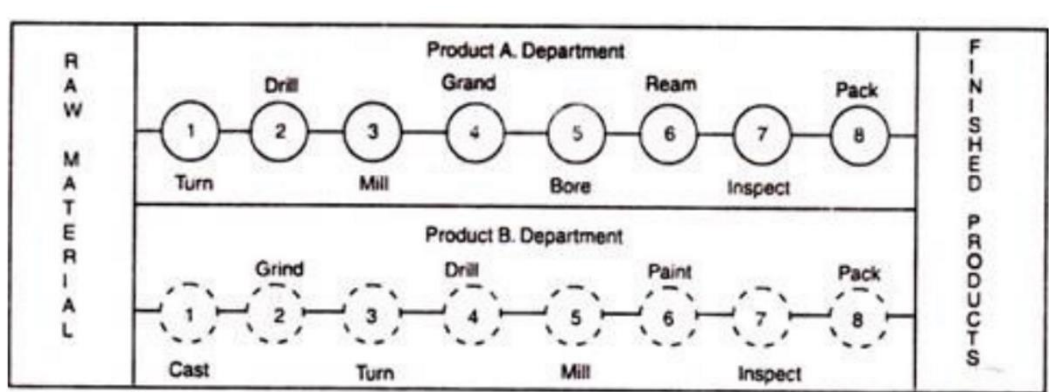 RAW MATERIAL
Product A. Department
Drill Grand Ream Pack
1 2 3 4 5 6 7 8
Turn Mill Bore Inspect
Product B. Department
Grind Drill Paint Pack
1 2 3 4 5 6 7 8
Cast Turn Mill Inspect
FINISHED PRODUCTS